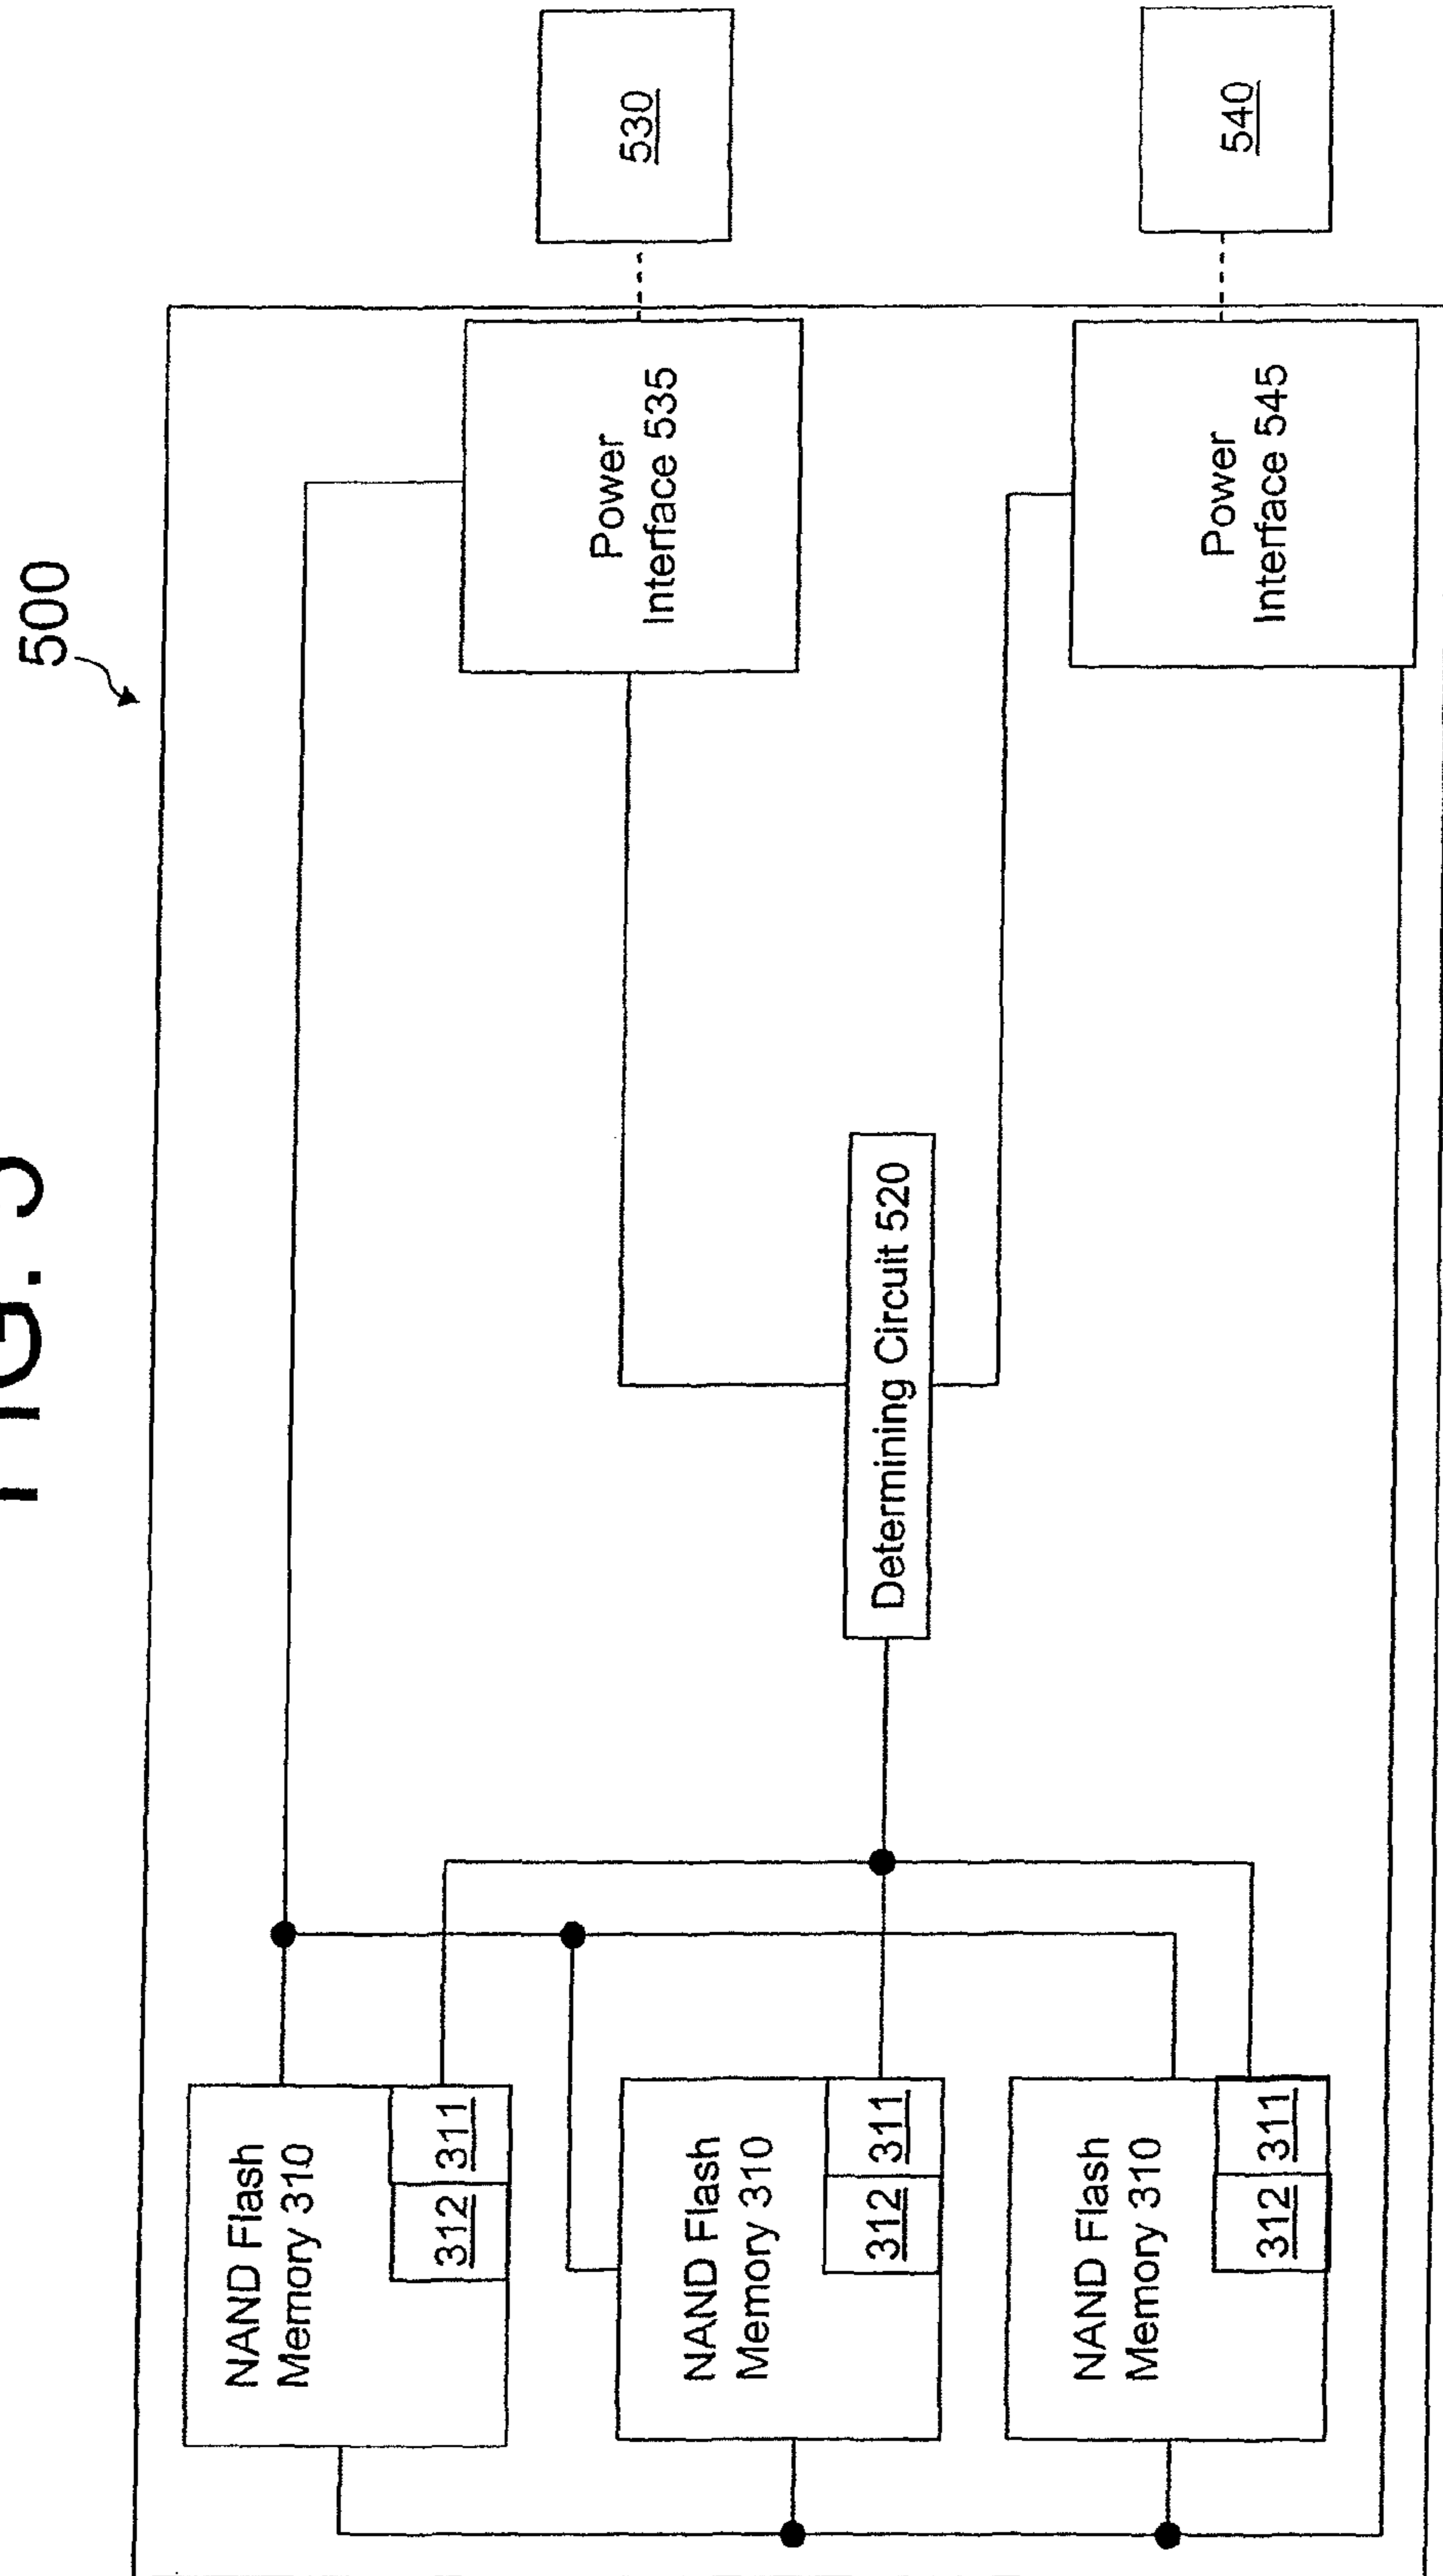 FIG.
500
NAND Flash
Memory 310
312 311
Power
Interface 535
530
NAND Flash
Memory 310
312 311
Determining Circuit 520
NAND Flash
Memory 310
312 311
Power
Interface 545
540